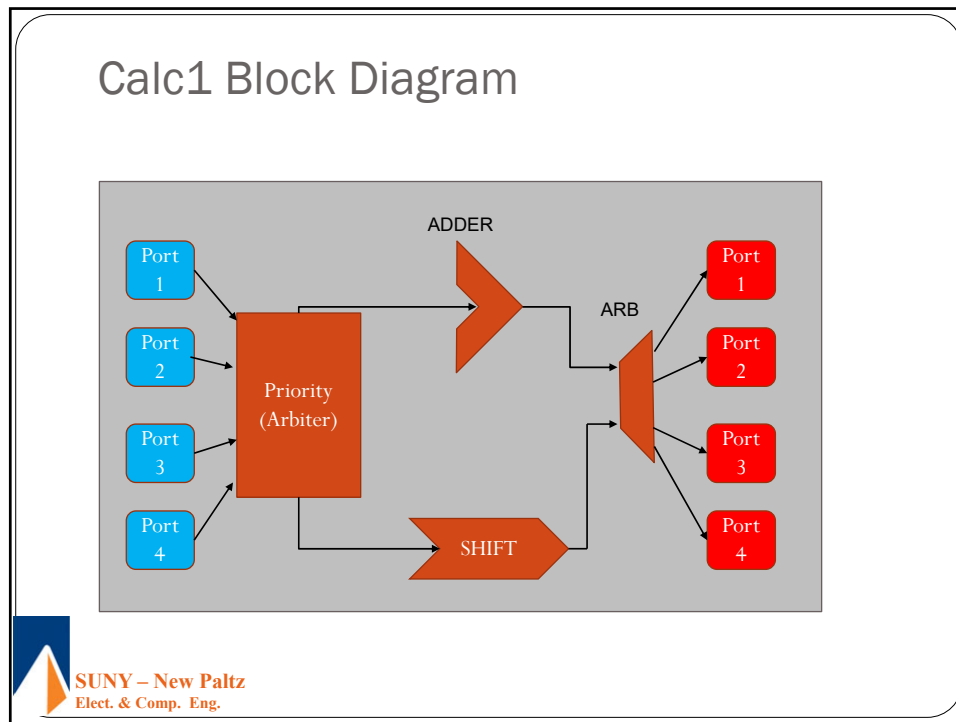 Calc1 Block Diagram
ADDER
ARB
Port
1
Port
2
Port
3
Port
4
Priority
(Arbiter)
SHIFT
Port
1
Port
2
Port
3
Port
4
SUNY – New Paltz
Elect. & Comp. Eng.